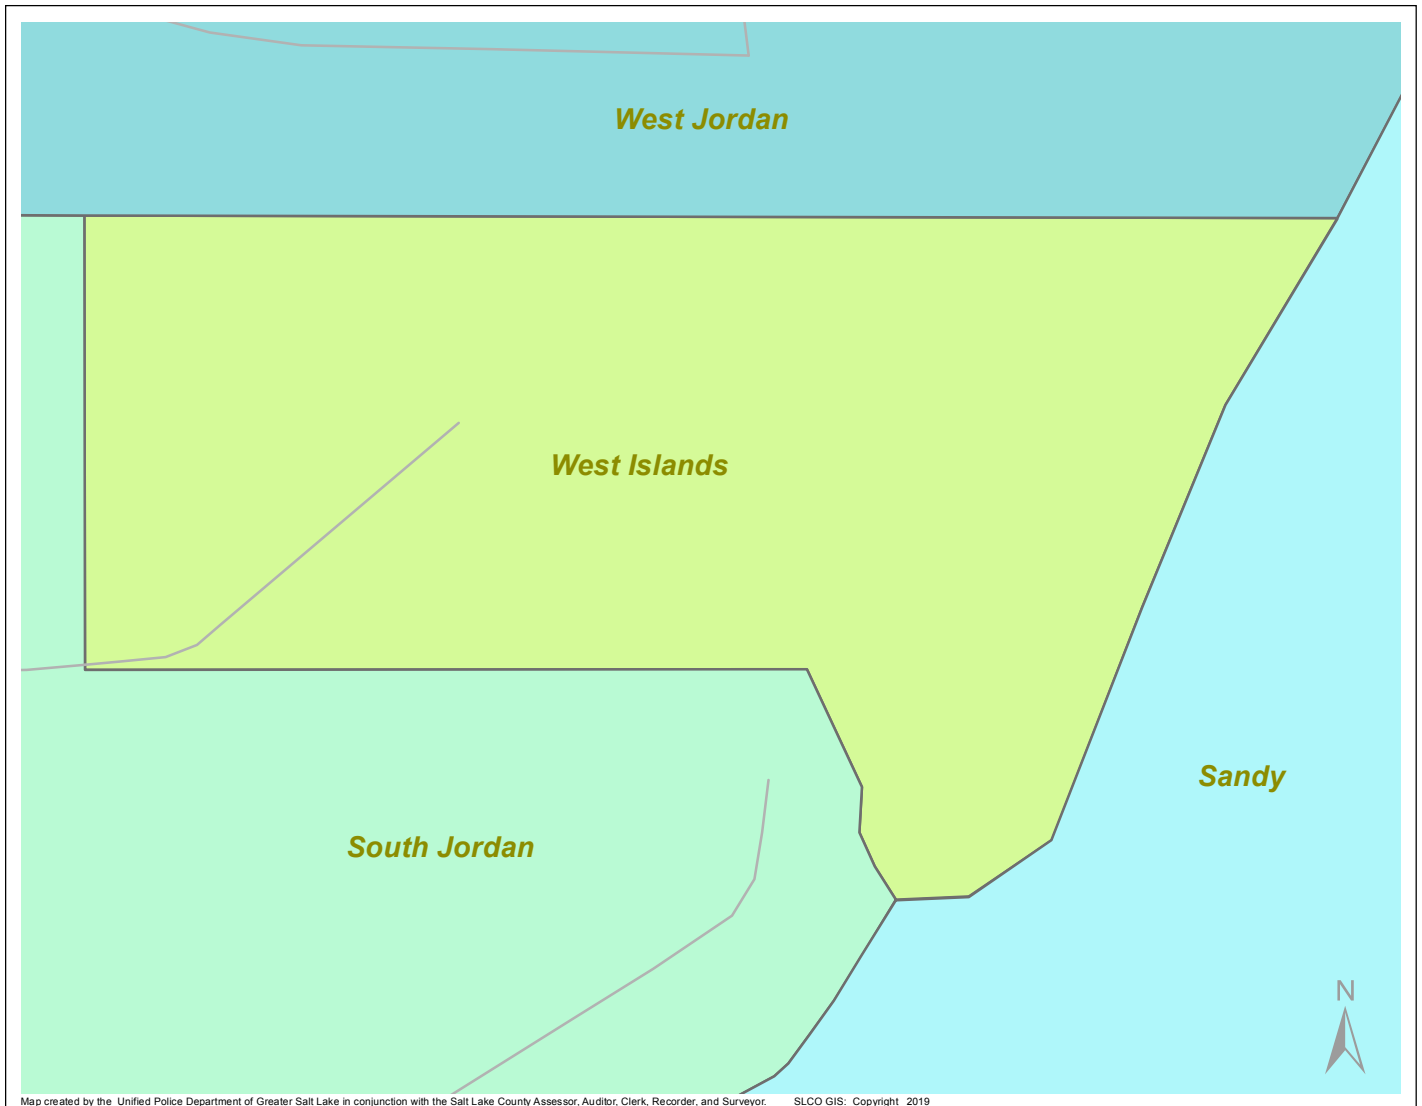 West Jordan
West Islands
Sandy
South Jordan
N
Map created by the Unified Police Department of Greater Salt Lake in conjunction with the Salt Lake County Assessor, Auditor, Clerk, Recorder, and Surveyor. SLCO GIS: Copyright 2019